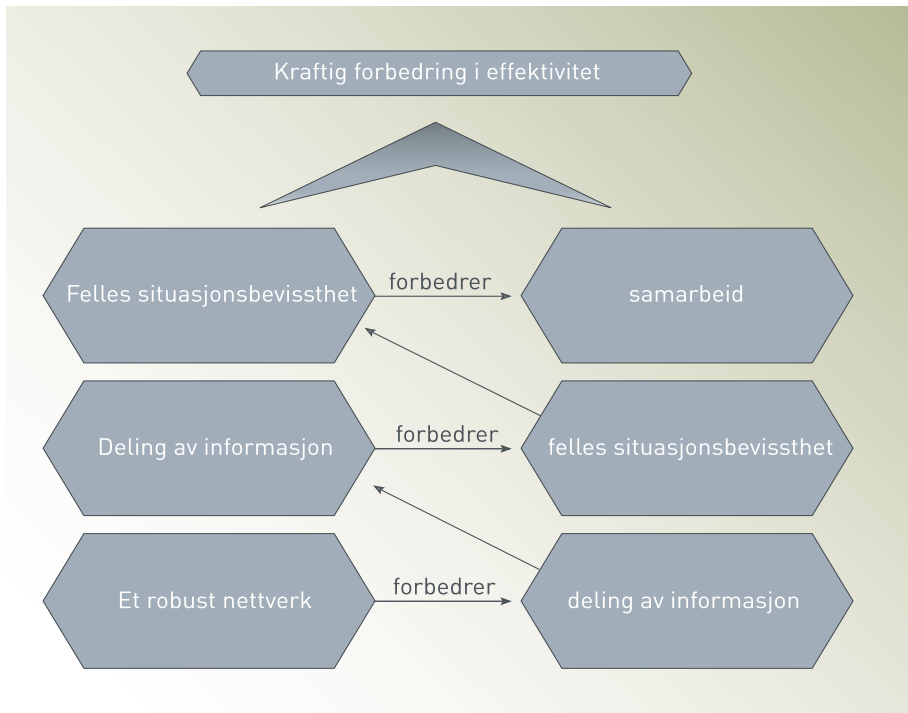 Kraftig forbedring i effektivitet
Felles situasjonsbevissthet
forbedrer
samarbeid
Deling av informasjon
forbedrer
felles situasjonsbevissthet
Et robust nettverk
forbedrer
deling av informasjon